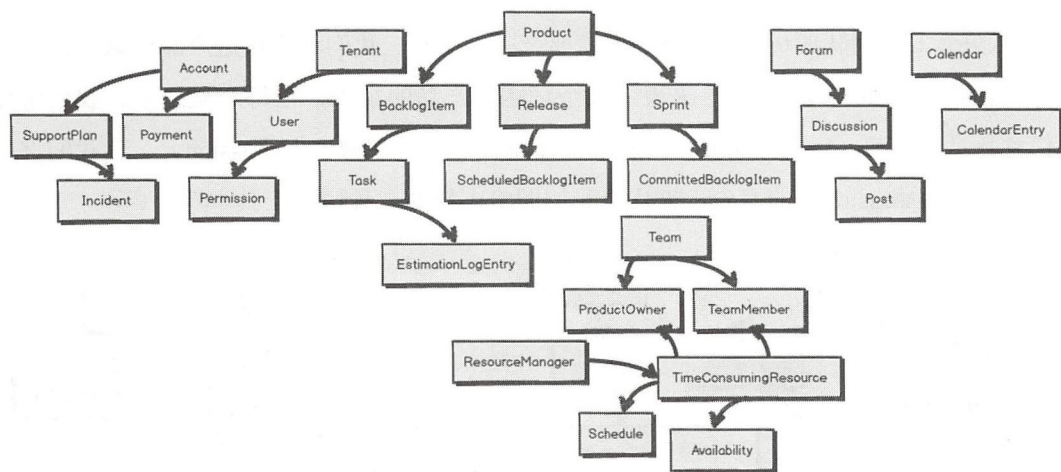 Product
Tenant
Forum
Calendar
Account
BacklogItem
Release
Sprint
SupportPlan
Payment
User
Discussion
CalendarEntry
Task
ScheduledBacklogItem
CommittedBacklogItem
Incident
Permission
Post
Team
EstimationLogEntry
ProductOwner
TeamMember
ResourceManager
TimeConsumingResource
Schedule
Availability